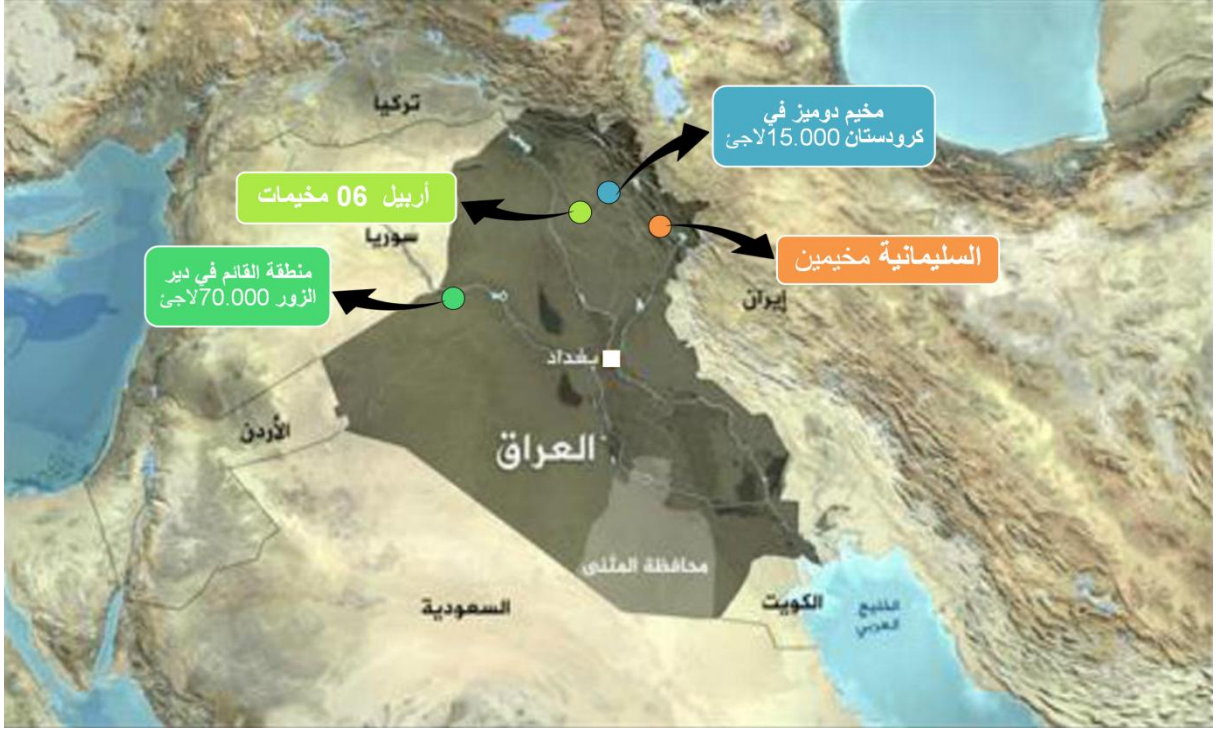 تركيا
مخيم دوميز في
كرودستان 15.000لاجئ
أربيل 06 مخيمات
سوريا
السليمانية مخيمين
منطقة القائم في دير
الزور 70.000لاجئ
إيران
بغداد
الأردن
العراق
محافظة المثنى
السعودية
الكويت
الخليج
العربي